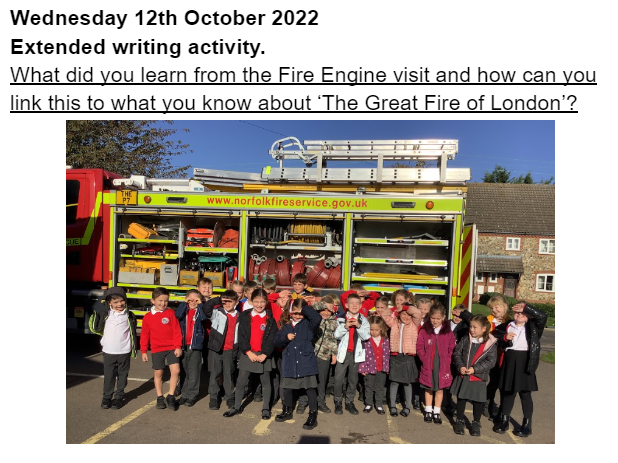 Wednesday 12th October 2022
Extended writing activity.
What did you learn from the Fire Engine visit and how can you
link this to what you know about ‘The Great Fire of London’?
www.norfolkfireservice.gov.uk